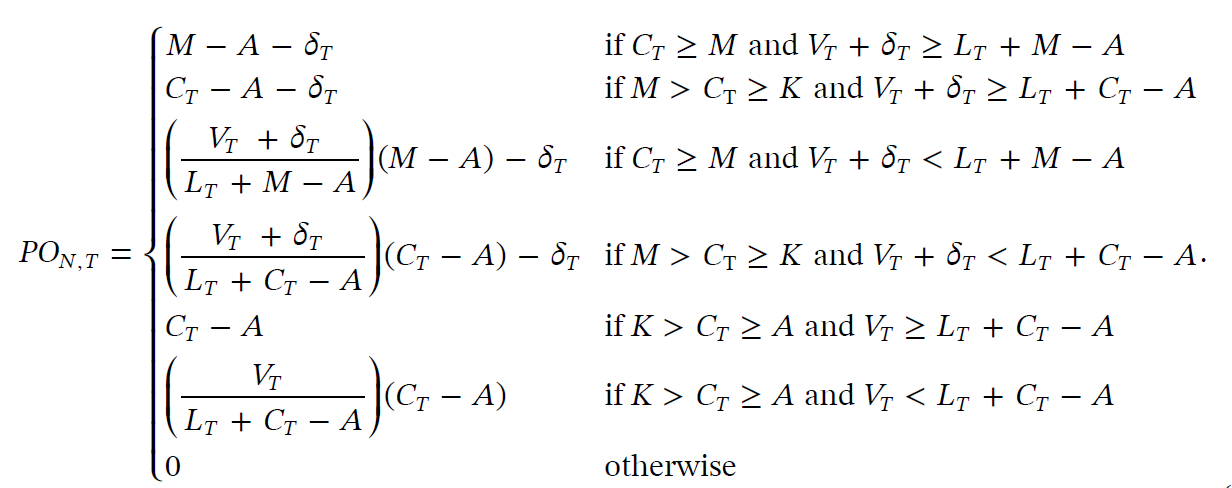 PO_{N,T} = {
M − A − δ_T if C_T ≥ M and V_T + δ_T ≥ L_T + M − A
C_T − A − δ_T if M > C_T ≥ K and V_T + δ_T ≥ L_T + C_T − A
((V_T + δ_T) / (L_T + M − A))(M − A) − δ_T if C_T ≥ M and V_T + δ_T < L_T + M − A
((V_T + δ_T) / (L_T + C_T − A))(C_T − A) − δ_T if M > C_T ≥ K and V_T + δ_T < L_T + C_T − A.
C_T − A if K > C_T ≥ A and V_T ≥ L_T + C_T − A
(V_T / (L_T + C_T − A))(C_T − A) if K > C_T ≥ A and V_T < L_T + C_T − A
0 otherwise